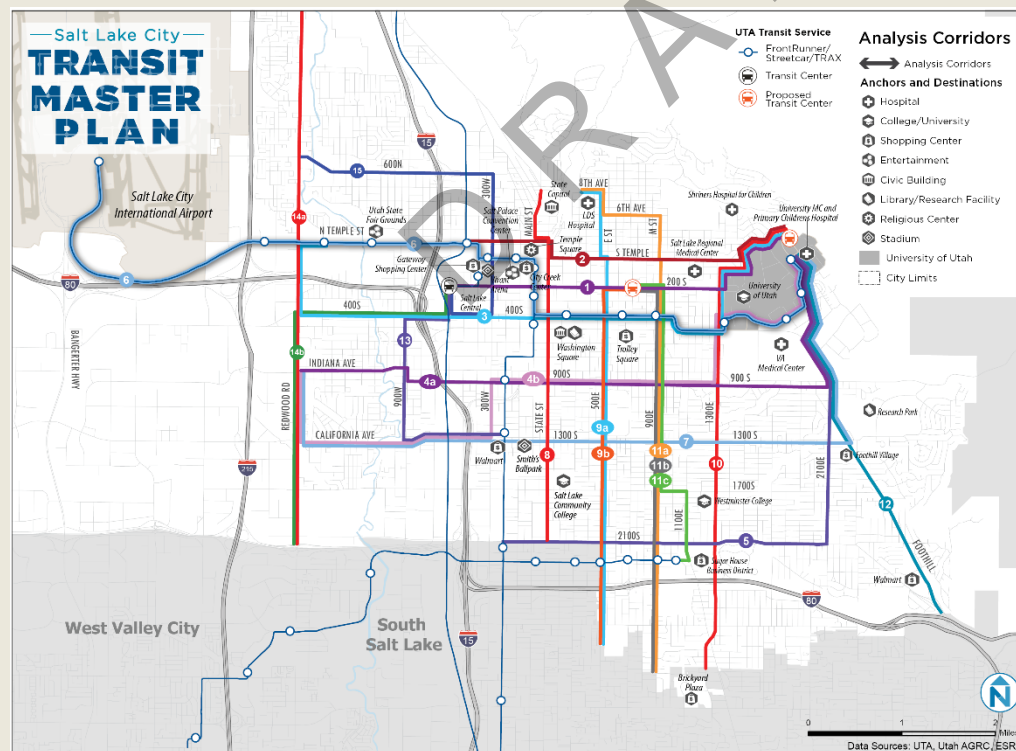 Salt Lake City
TRANSIT
MASTER
PLAN
DRA
UTA Transit Service
FrontRunner/
Streetcar/TRAX
Transit Center
Proposed
Transit Center
Analysis Corridors
Analysis Corridors
Anchors and Destinations
Hospital
College/University
Shopping Center
Entertainment
Civic Building
Library/Research Facility
Religious Center
Stadium
University of Utah
City Limits
Salt Lake City
International Airport
15
600N
300W
15
14a
Utah State
Fair Grounds
Salt Palace
Convention
Center
N TEMPLE ST
6
6
Gateway
Shopping Center
State
Capitol
MAIN ST
8TH AVE
LDS
Hospital
6TH AVE
E ST
M ST
Shriners Hospital for Children
University MC and
Primary Childrens Hospital
Temple
Square
2
S TEMPLE
Salt Lake Regional
Medical Center
City Creek
80
1
200 S
University
of Utah
Salt Lake
Central
400S
3
400S
13
14b
BANGERTER HWY
REDWOOD RD
Washington
Square
Trolley
Square
VA
Medical Center
INDIANA AVE
4a
4b
900S
900 S
900W
300W
STATE ST
500E
900E
1300E
Research Park
CALIFORNIA AVE
1300 S
9a
7
1300 S
Walmart
Smith's
Ballpark
8
9b
11a
11b
11c
10
2100E
Foothill Village
215
Salt Lake
Community
College
1700S
Westminster College
1100E
12
FOOTHILL
2100S
5
Sugar House
Business District
Walmart
80
West Valley City
South
Salt Lake
15
Brickyard
Plaza
N
0
1
2
Miles
Data Sources: UTA, Utah AGRC, ESRI